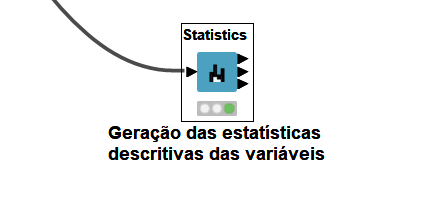 Statistics
Geração das estatísticas
descritivas das variáveis